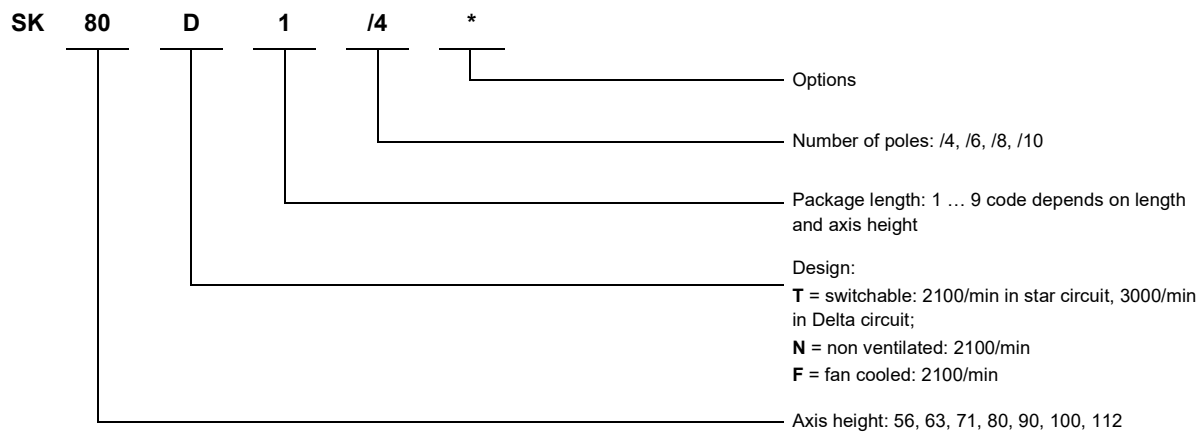 SK 80 D 1 /4 *
Options
Number of poles: /4, /6, /8, /10
Package length: 1 … 9 code depends on length
and axis height
Design:
T = switchable: 2100/min in star circuit, 3000/min
in Delta circuit;
N = non ventilated: 2100/min
F = fan cooled: 2100/min
Axis height: 56, 63, 71, 80, 90, 100, 112